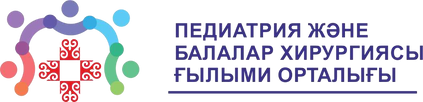 ПЕДИАТРИЯ ЖӘНЕ
БАЛАЛАР ХИРУРГИЯСЫ
ҒЫЛЫМИ ОРТАЛЫҒЫ